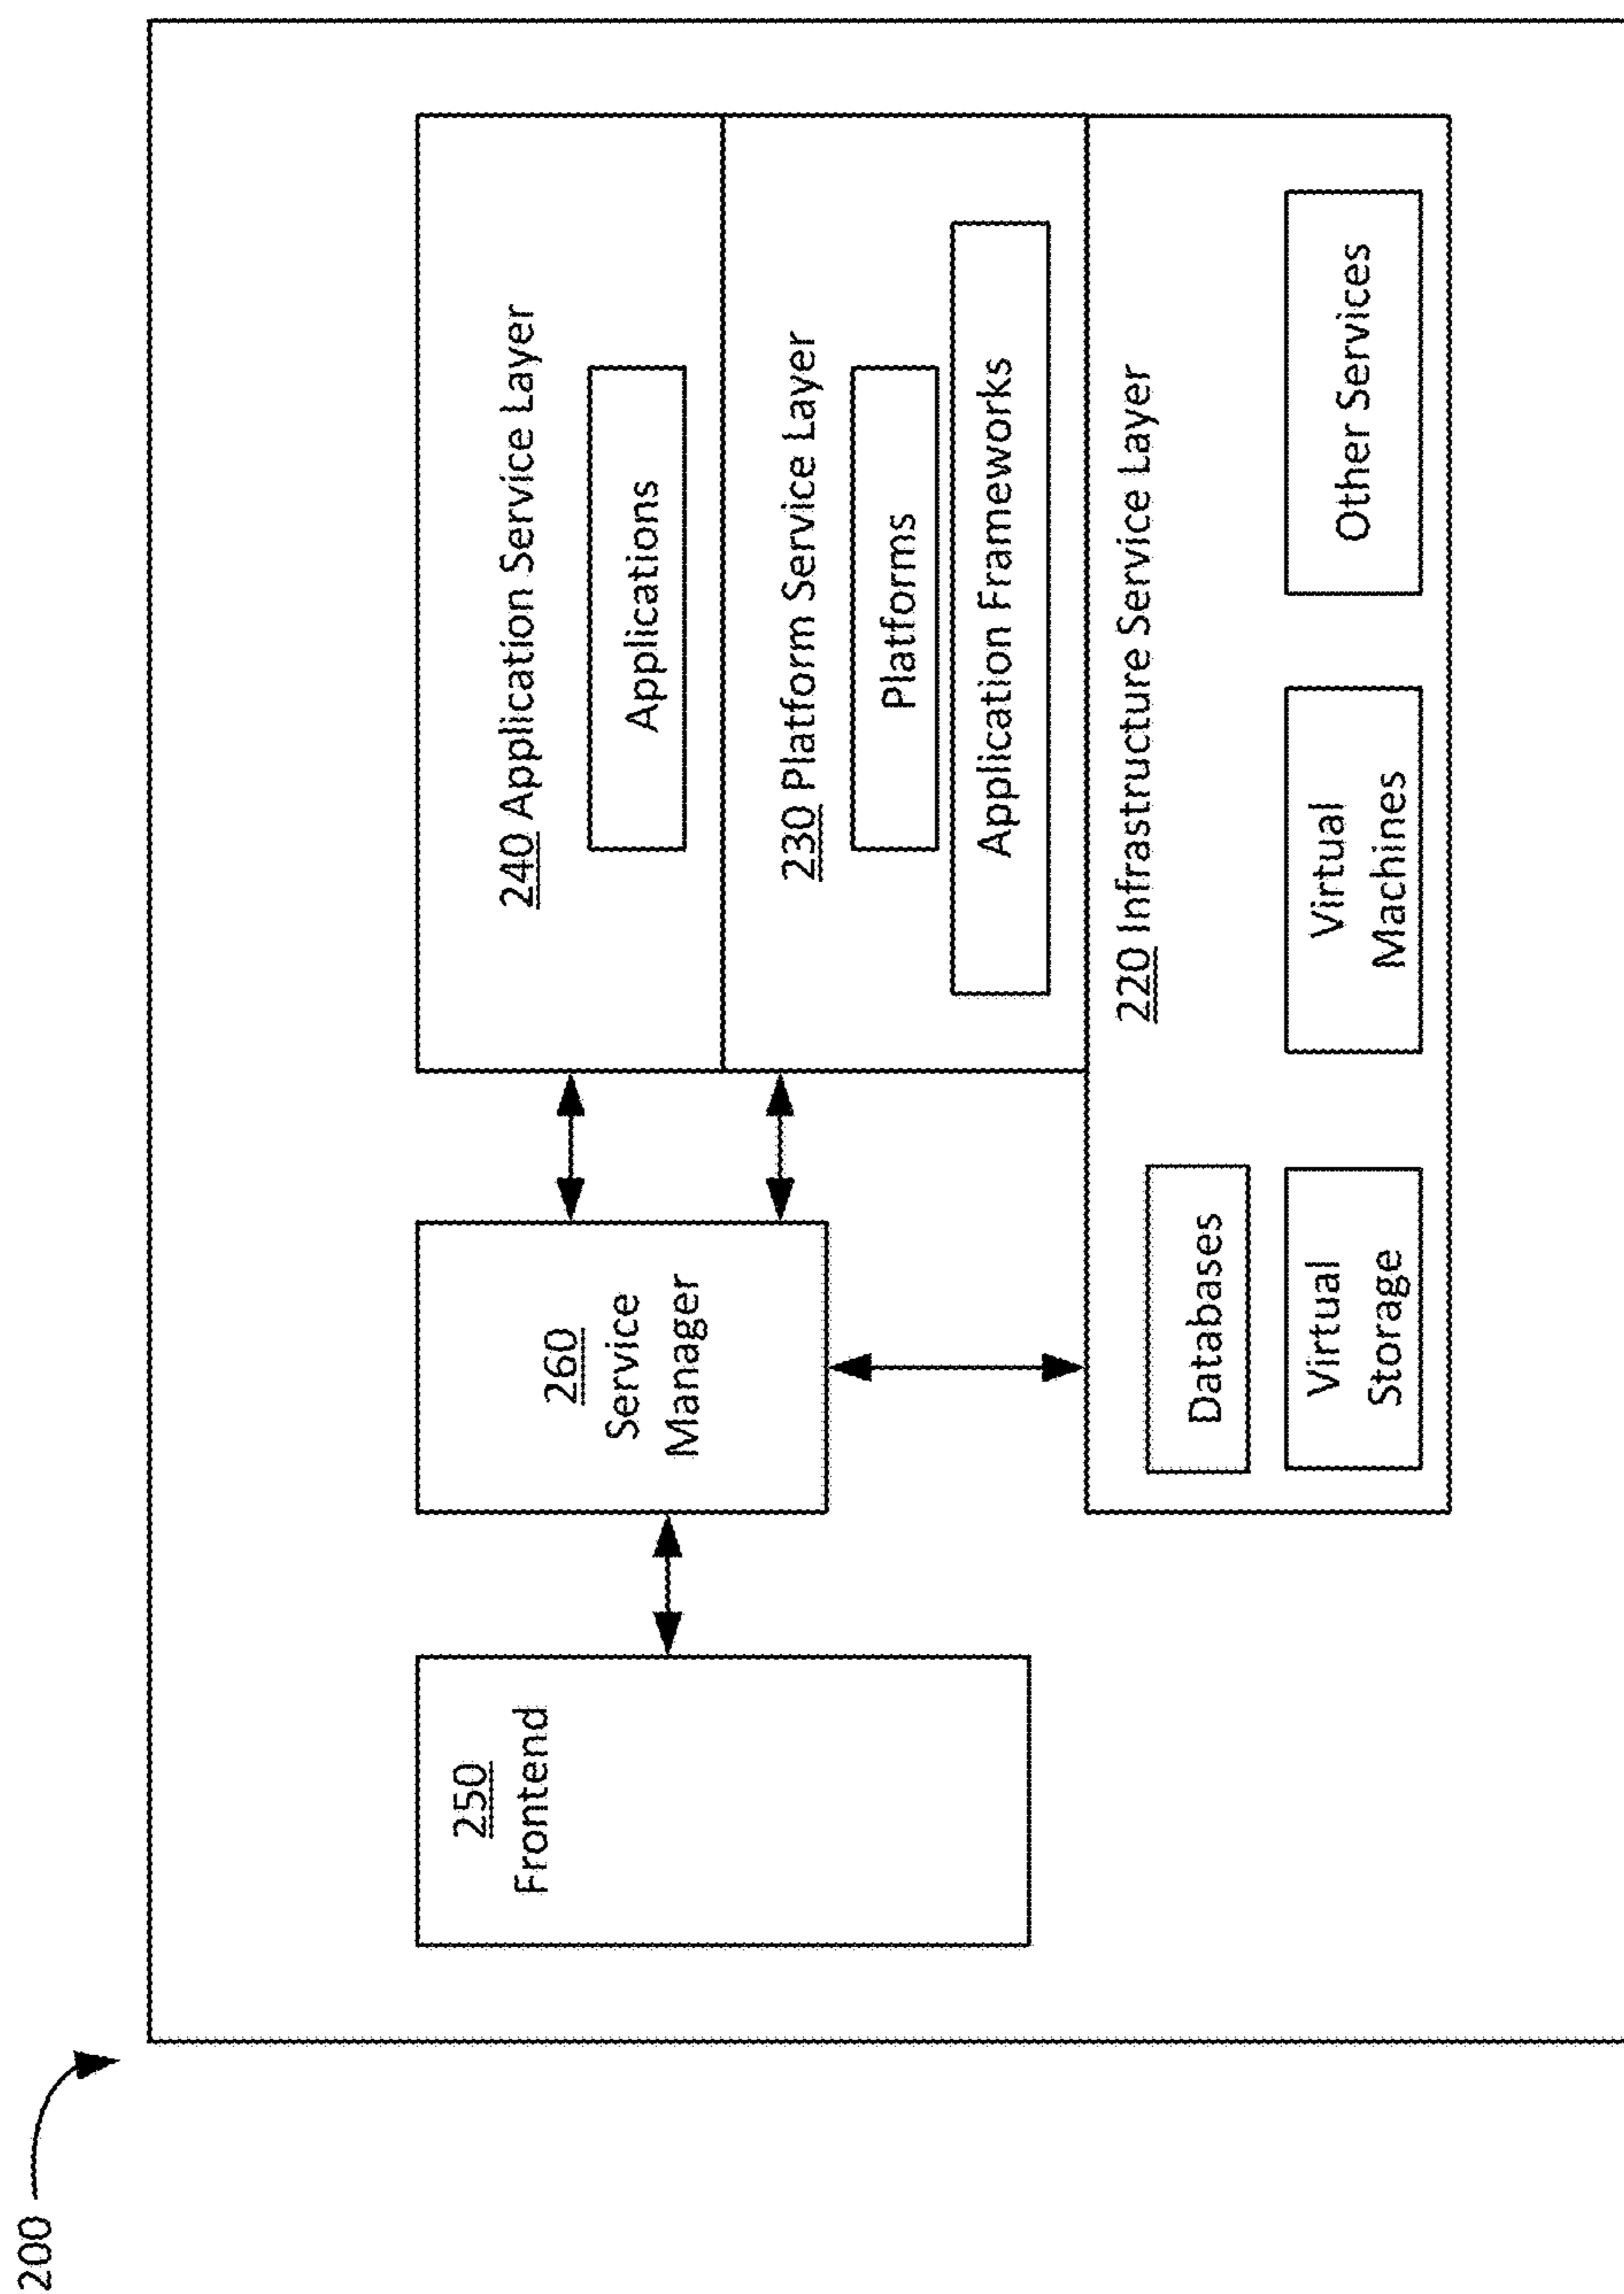 200
250
Frontend
260
Service
Manager
240 Application Service Layer
Applications
230 Platform Service Layer
Platforms
Application Frameworks
220 Infrastructure Service Layer
Databases
Virtual
Storage
Virtual
Machines
Other Services